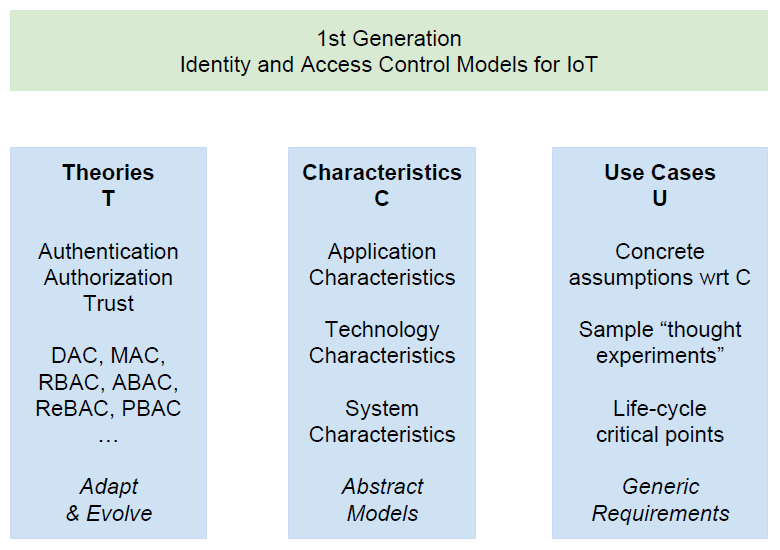 1st Generation
Identity and Access Control Models for IoT
Theories
T
Authentication
Authorization
Trust
DAC, MAC,
RBAC, ABAC,
ReBAC, PBAC
…
Adapt
& Evolve
Characteristics
C
Application
Characteristics
Technology
Characteristics
System
Characteristics
Abstract
Models
Use Cases
U
Concrete
assumptions wrt C
Sample “thought
experiments”
Life-cycle
critical points
Generic
Requirements